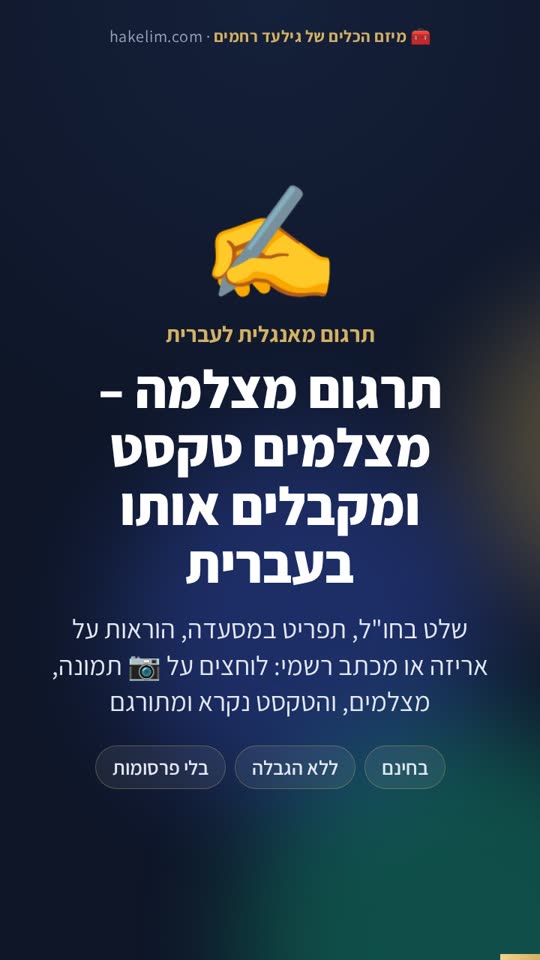 🧰 מיזם הכלים של גילעד רחמים · hakelim.com
תרגום מאנגלית לעברית
תרגום מצלמה –
מצלמים טקסט
ומקבלים אותו
בעברית
שלט בחו"ל, תפריט במסעדה, הוראות על
אריזה או מכתב רשמי: לוחצים על 📷 תמונה,
מצלמים, והטקסט נקרא ומתורגם
בחינם
ללא הגבלה
בלי פרסומות